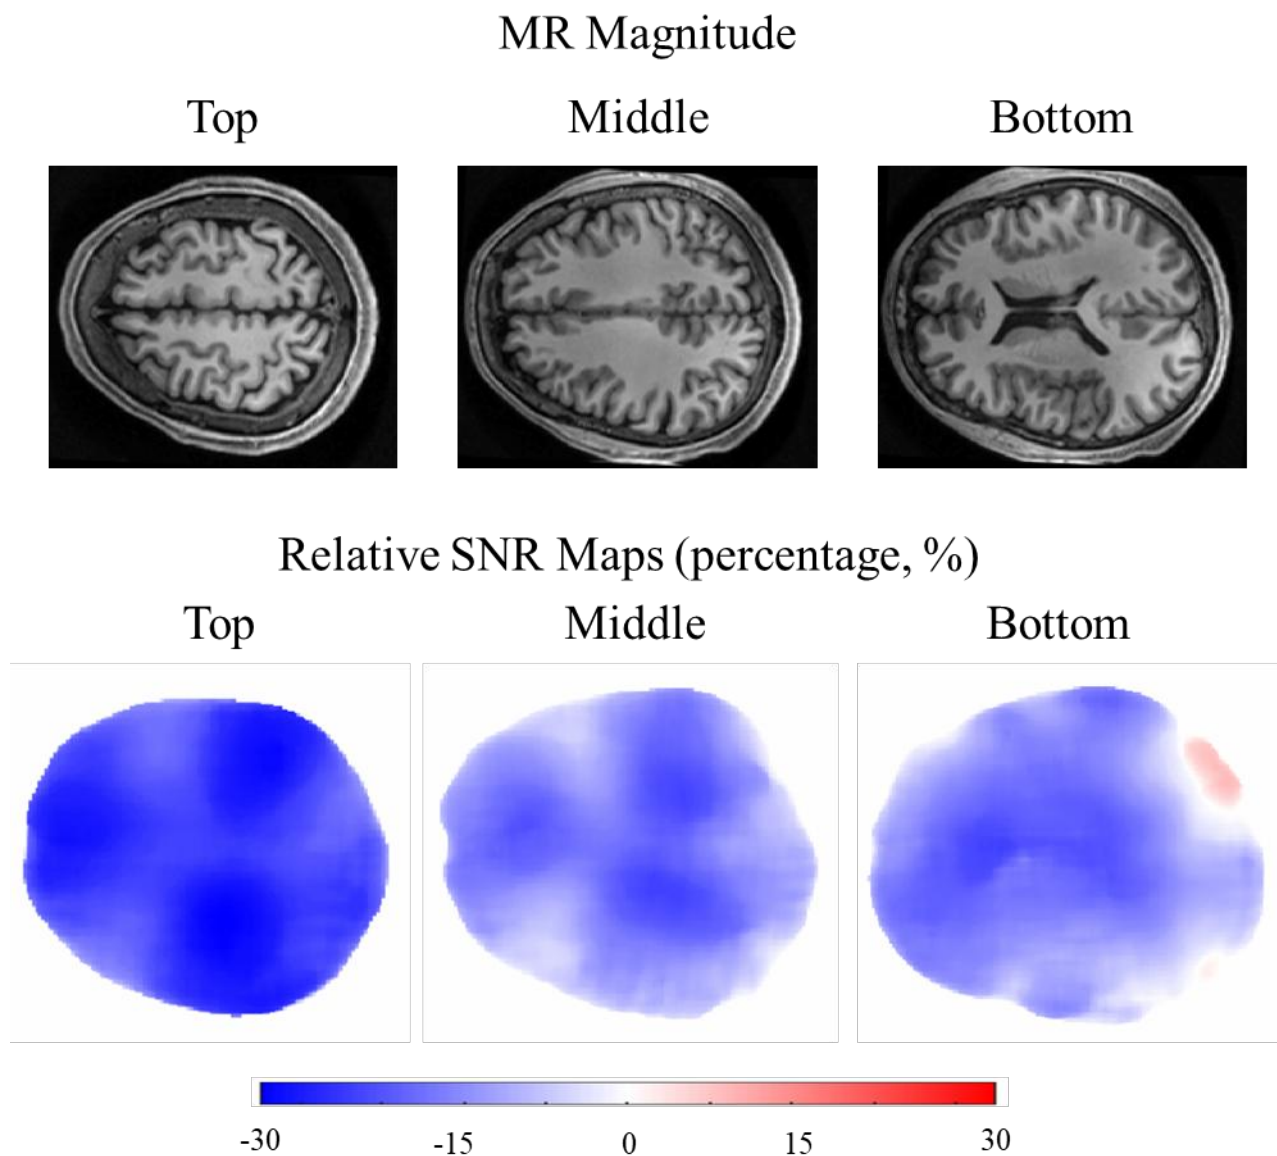 MR Magnitude
Top Middle Bottom
Relative SNR Maps (percentage, %)
Top Middle Bottom
-30 -15 0 15 30